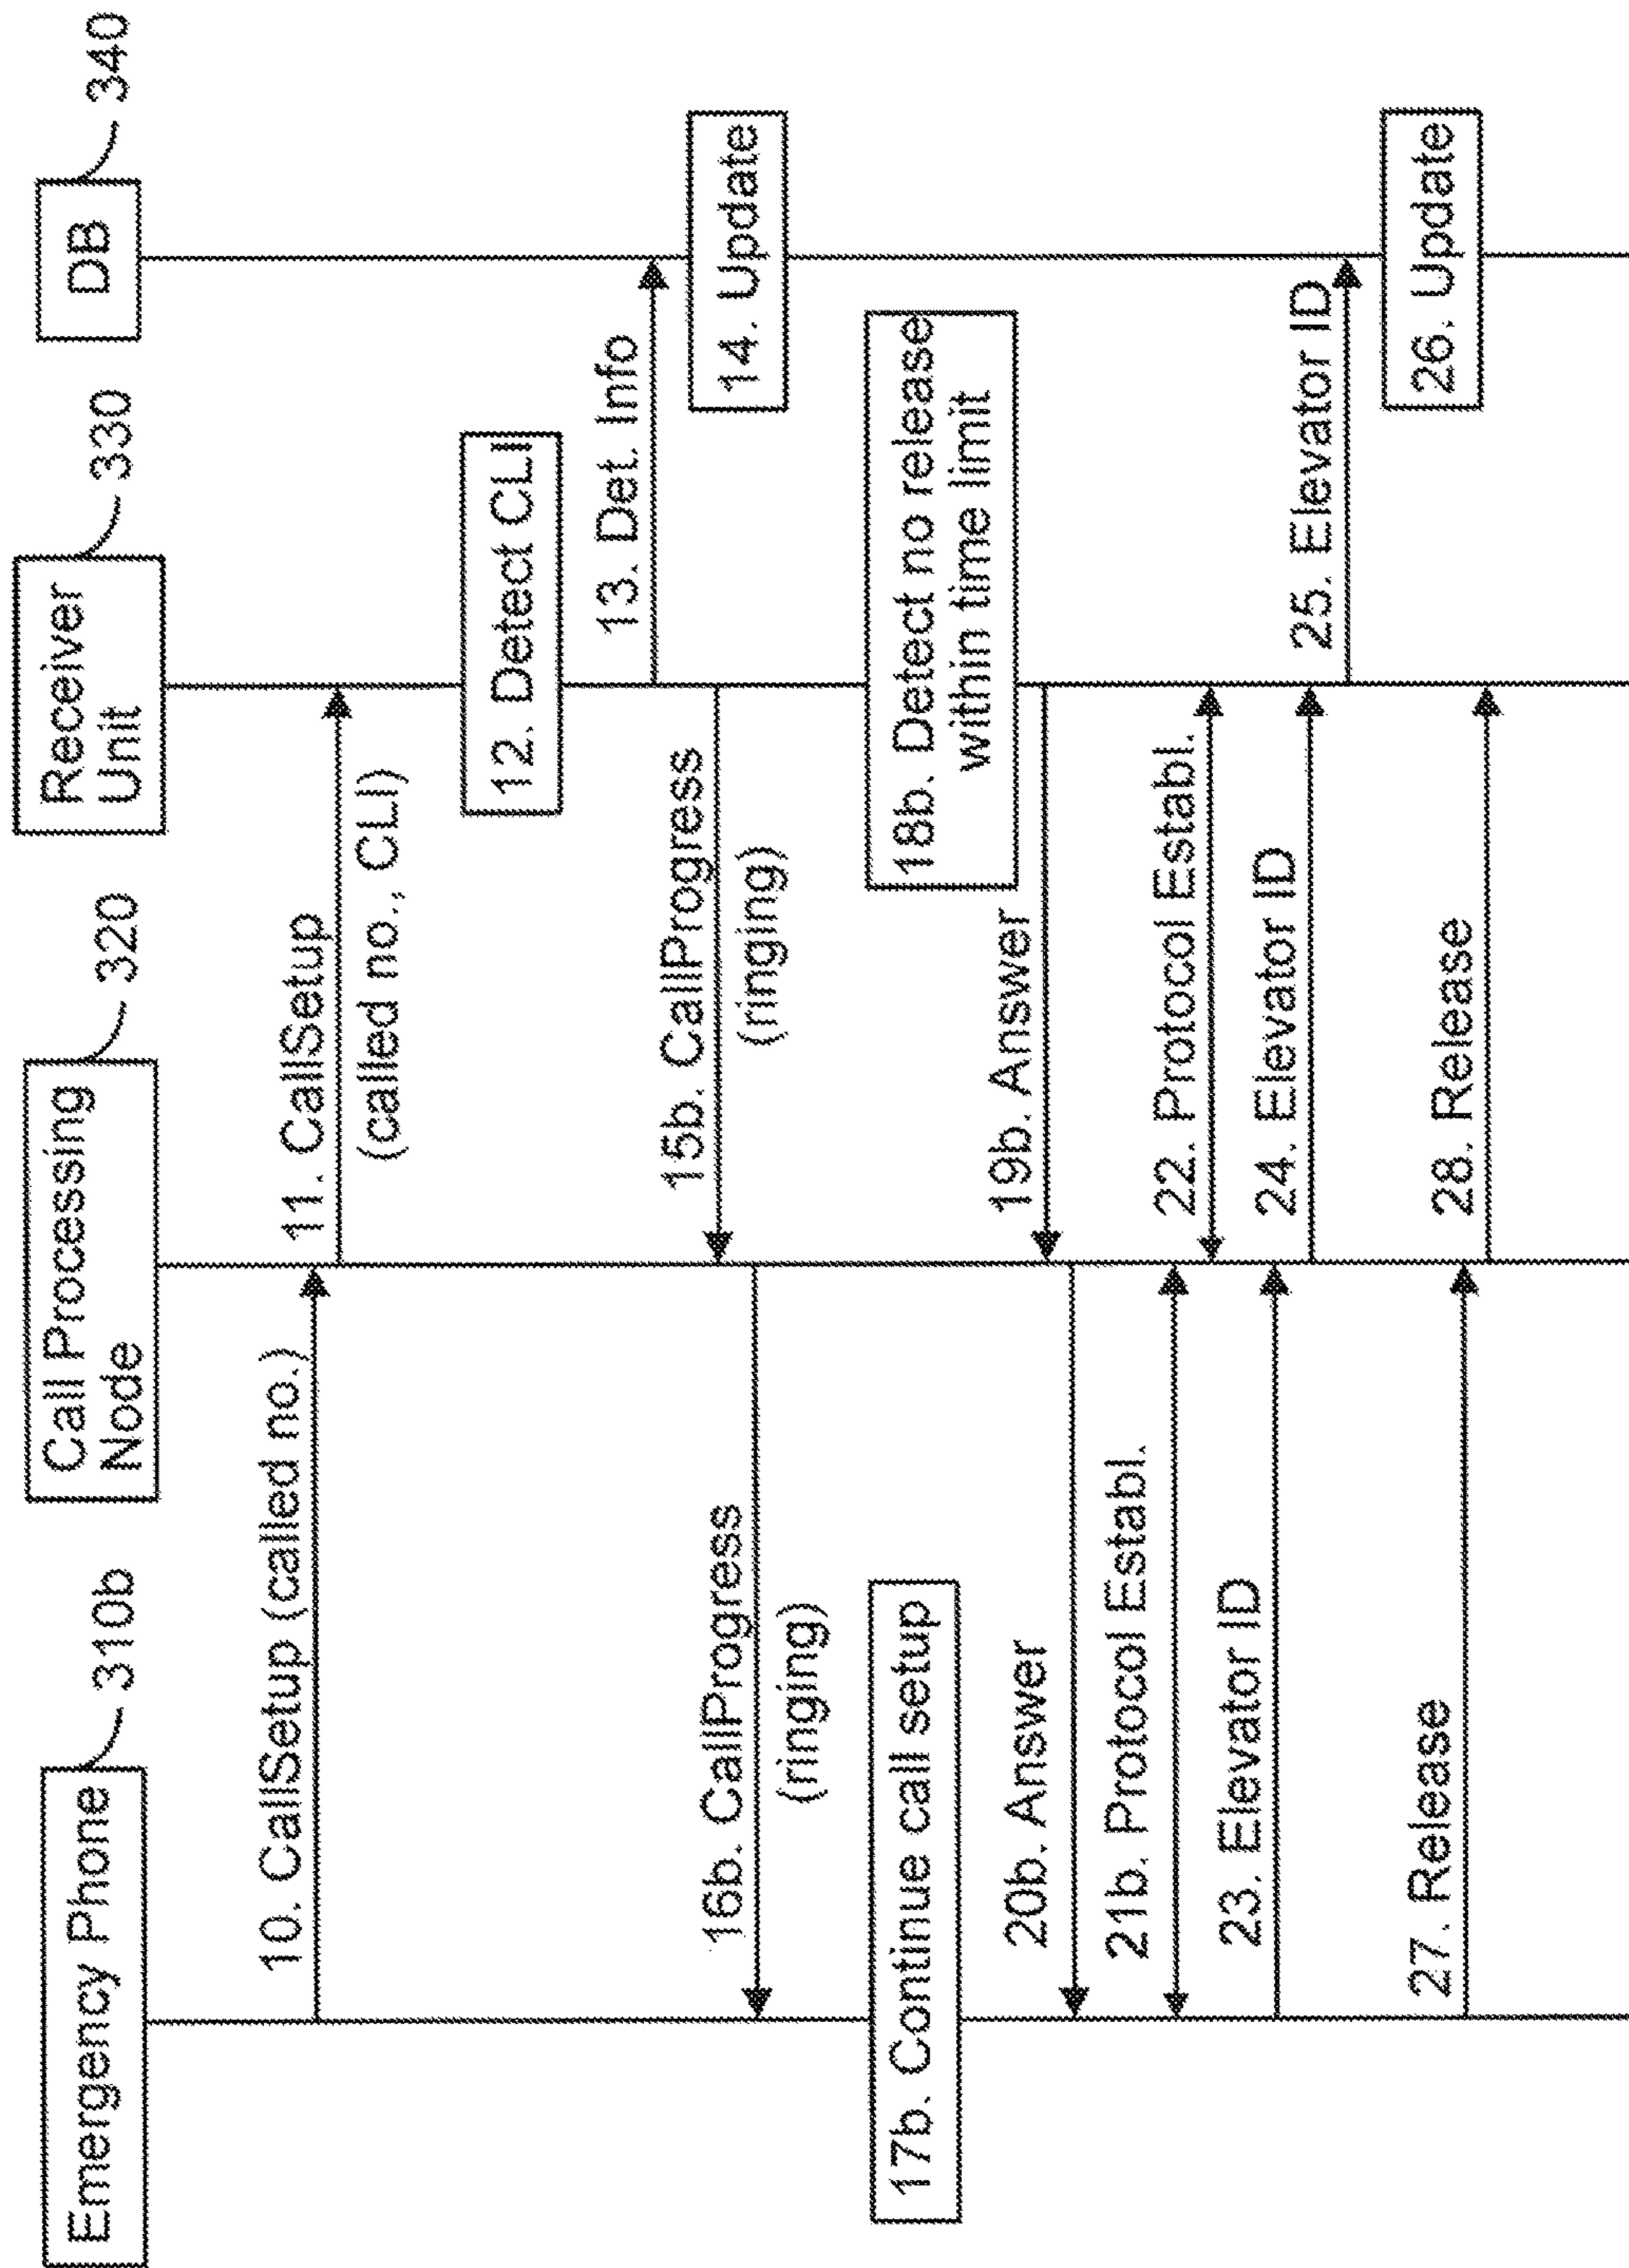 Emergency Phone
310b
Call Processing
Node
320
Receiver
Unit
330
DB
340
10. CallSetup (called no.)
11. CallSetup
(called no., CLI)
12. Detect CLI
13. Det. Info
14. Update
15b. CallProgress
(ringing)
16b. CallProgress
(ringing)
17b. Continue call setup
18b. Detect no release
within time limit
19b. Answer
20b. Answer
21b. Protocol Establ.
22. Protocol Establ.
23. Elevator ID
24. Elevator ID
25. Elevator ID
26. Update
27. Release
28. Release